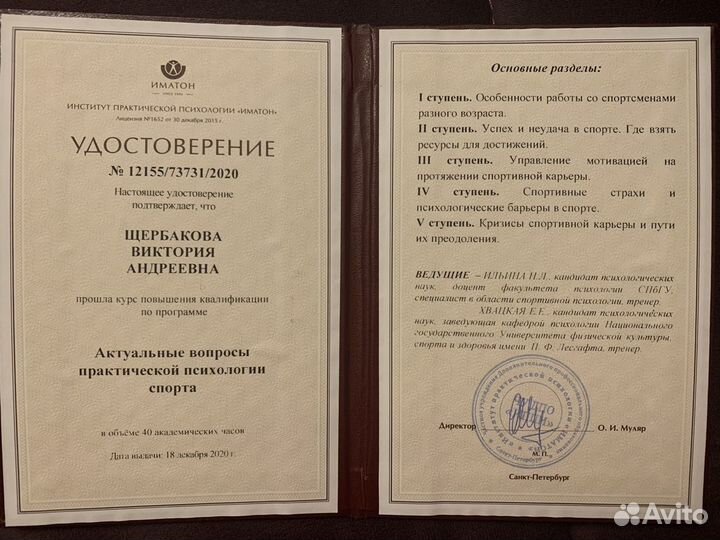 ИМАТОН
SINCE 1990
ИНСТИТУТ ПРАКТИЧЕСКОЙ ПСИХОЛОГИИ «ИМАТОН»
Лицензия №1652 от 30 декабря 2015 г.
УДОСТОВЕРЕНИЕ
№ 12155/73731/2020
Настоящее удостоверение
подтверждает, что
ЩЕРБАКОВА
ВИКТОРИЯ
АНДРЕЕВНА
прошла курс повышения квалификации
по программе
Актуальные вопросы
практической психологии
спорта
в объёме 40 академических часов
Дата выдачи: 18 декабря 2020 г.
Основные разделы:
I ступень. Особенности работы со спортсменами
разного возраста.
II ступень. Успех и неудача в спорте. Где взять
ресурсы для достижений.
III ступень. Управление мотивацией на
протяжении спортивной карьеры.
IV ступень. Спортивные страхи и
психологические барьеры в спорте.
V ступень. Кризисы спортивной карьеры и пути
их преодоления.
ВЕДУЩИЕ – ИЛЬИНА Н.Л., кандидат психологических
наук, доцент факультета психологии СПбГУ,
специалист в области спортивной психологии, тренер.
ХВАЦКАЯ Е.Е., кандидат психологических
наук, заведующая кафедрой психологии Национального
государственного Университета физической культуры,
спорта и здоровья имени П. Ф. Лесгафта, тренер.
Директор
О. И. Муляр
М.П.
Санкт-Петербург
Avito